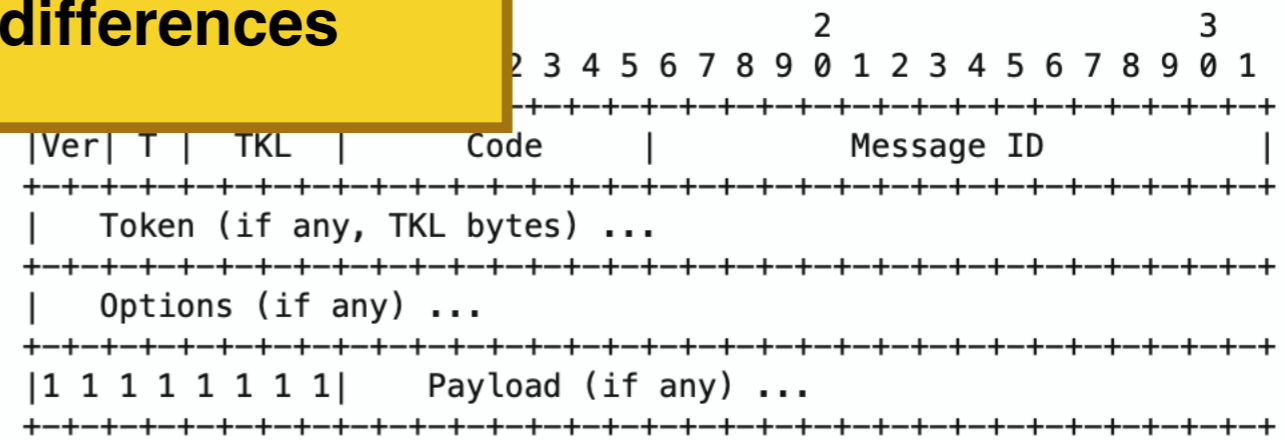 differences
2 3
2 3 4 5 6 7 8 9 0 1 2 3 4 5 6 7 8 9 0 1
-+-+-+-+-+-+-+-+-+-+-+-+-+-+-+-+-+-+-+-+
|Ver| T | TKL | Code | Message ID |
+-+-+-+-+-+-+-+-+-+-+-+-+-+-+-+-+-+-+-+-+-+-+-+-+-+-+-+-+-+-+-+-+
| Token (if any, TKL bytes) ...
+-+-+-+-+-+-+-+-+-+-+-+-+-+-+-+-+-+-+-+-+-+-+-+-+-+-+-+-+-+-+-+-+
| Options (if any) ...
+-+-+-+-+-+-+-+-+-+-+-+-+-+-+-+-+-+-+-+-+-+-+-+-+-+-+-+-+-+-+-+-+
|1 1 1 1 1 1 1 1| Payload (if any) ...
+-+-+-+-+-+-+-+-+-+-+-+-+-+-+-+-+-+-+-+-+-+-+-+-+-+-+-+-+-+-+-+-+